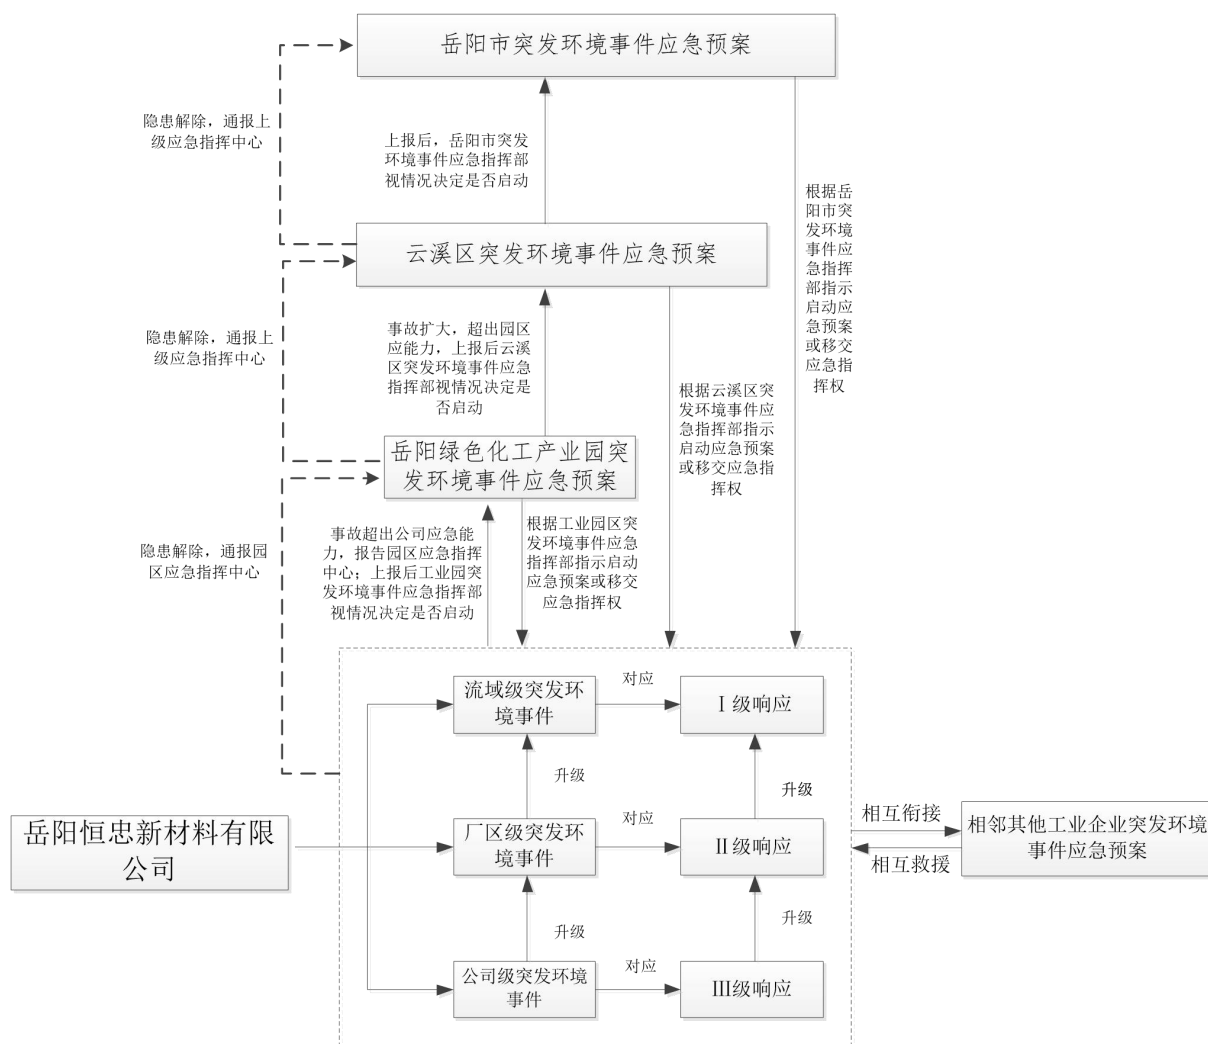 岳阳市突发环境事件应急预案
隐患解除，通报上
级应急指挥中心
上报后，岳阳市突发
环境事件应急指挥部
视情况决定是否启动
根据岳
阳市突
发环境
事件应
急指挥
部指示
启动应
急预案
或移交
应急指
挥权
云溪区突发环境事件应急预案
隐患解除，通报上
级应急指挥中心
事故扩大，超出园区
应能力，上报后云溪
区突发环境事件应急
指挥部视情况决定是
否启动
根据云溪区突
发环境事件应
急指挥部指示
启动应急预案
或移交应急指
挥权
岳阳绿色化工产业园突
发环境事件应急预案
隐患解除，通报园
区应急指挥中心
事故超出公司应急能
力，报告园区应急指挥
中心；上报后工业园突
发环境事件应急指挥部
视情况决定是否启动
根据工业园区突
发环境事件应急
指挥部指示启动
应急预案或移交
应急指挥权
流域级突发环
境事件
对应
Ⅰ级响应
升级
升级
岳阳恒忠新材料有限
公司
厂区级突发环
境事件
对应
Ⅱ级响应
相互衔接
相互救援
相邻其他工业企业突发环境
事件应急预案
升级
升级
公司级突发环境
事件
对应
Ⅲ级响应